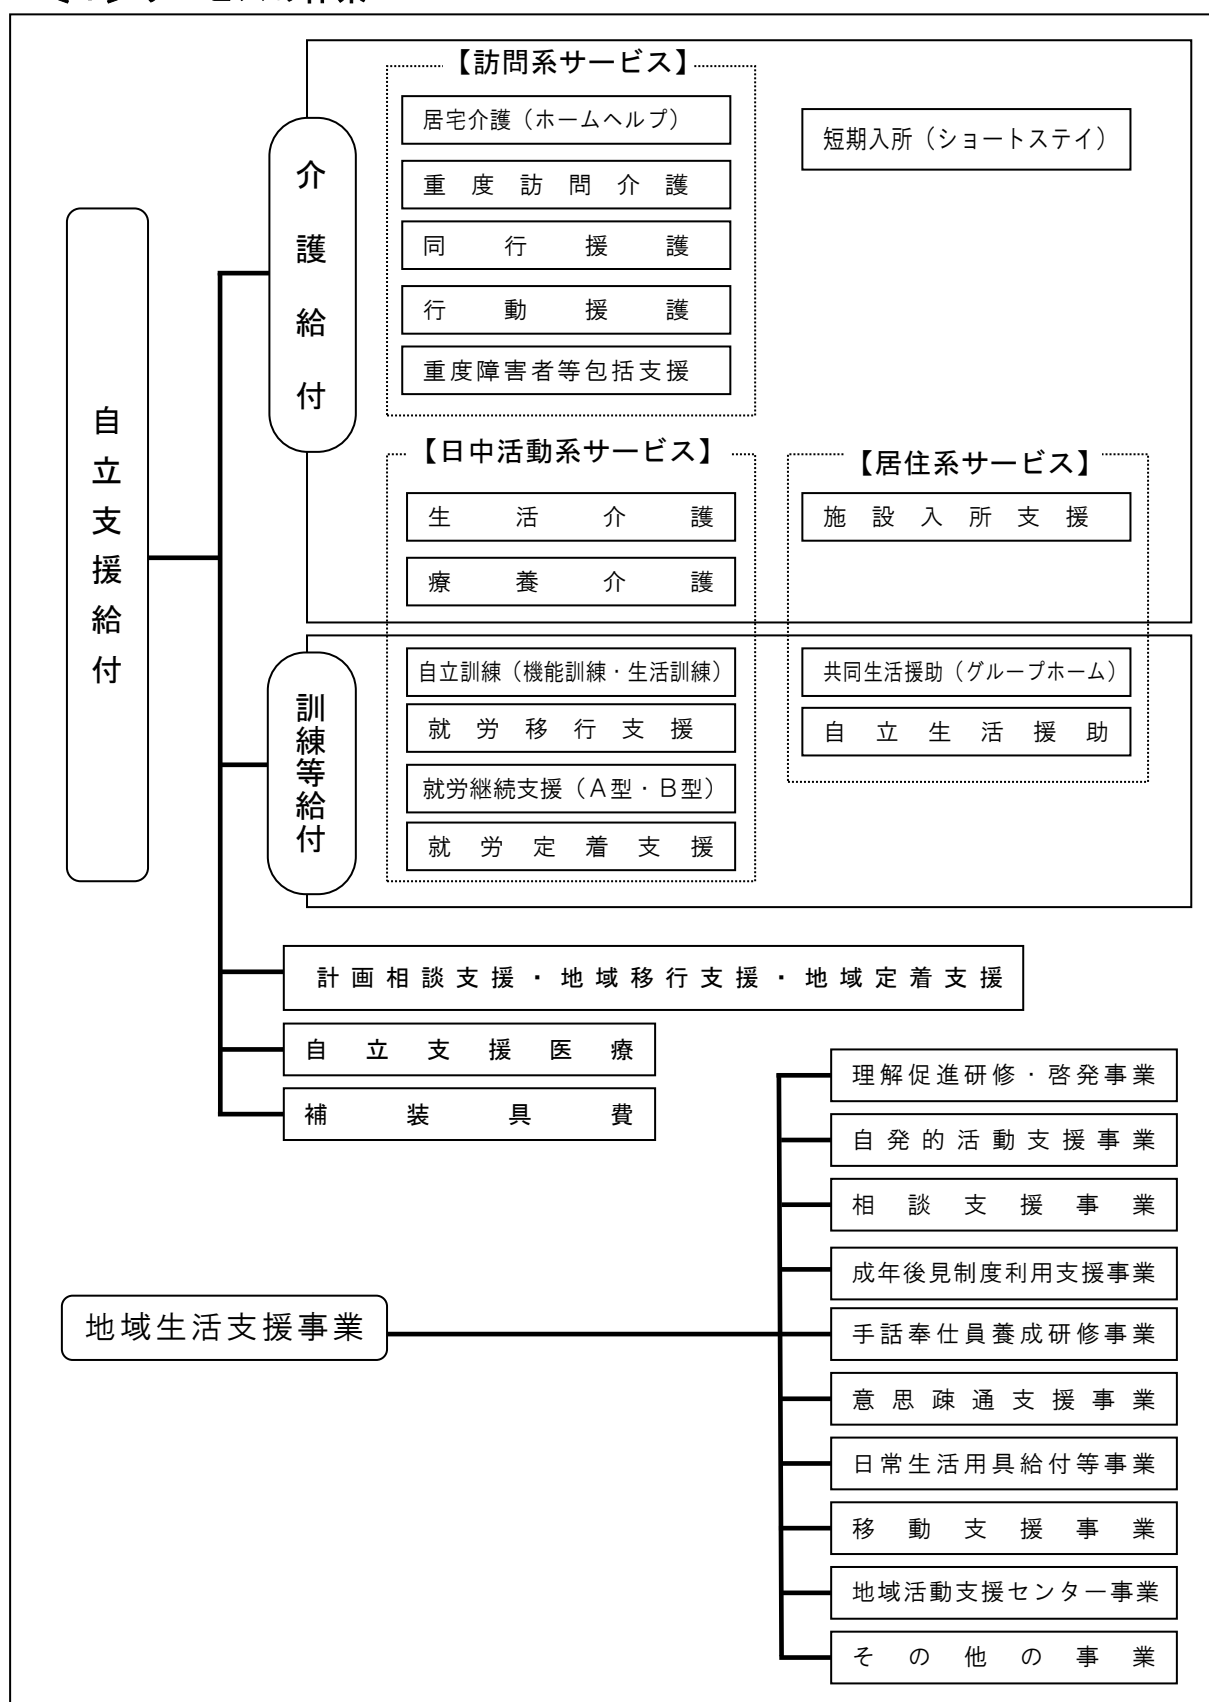 自立支援給付
介護給付
【訪問系サービス】
居宅介護（ホームヘルプ）
重度訪問介護
同行援護
行動援護
重度障害者等包括支援
短期入所（ショートステイ）
【日中活動系サービス】
生活介護
療養介護
【居住系サービス】
施設入所支援
訓練等給付
自立訓練（機能訓練・生活訓練）
就労移行支援
就労継続支援（Ａ型・Ｂ型）
就労定着支援
共同生活援助（グループホーム）
自立生活援助
計画相談支援・地域移行支援・地域定着支援
自立支援医療
補装具費
地域生活支援事業
理解促進研修・啓発事業
自発的活動支援事業
相談支援事業
成年後見制度利用支援事業
手話奉仕員養成研修事業
意思疎通支援事業
日常生活用具給付等事業
移動支援事業
地域活動支援センター事業
その他の事業